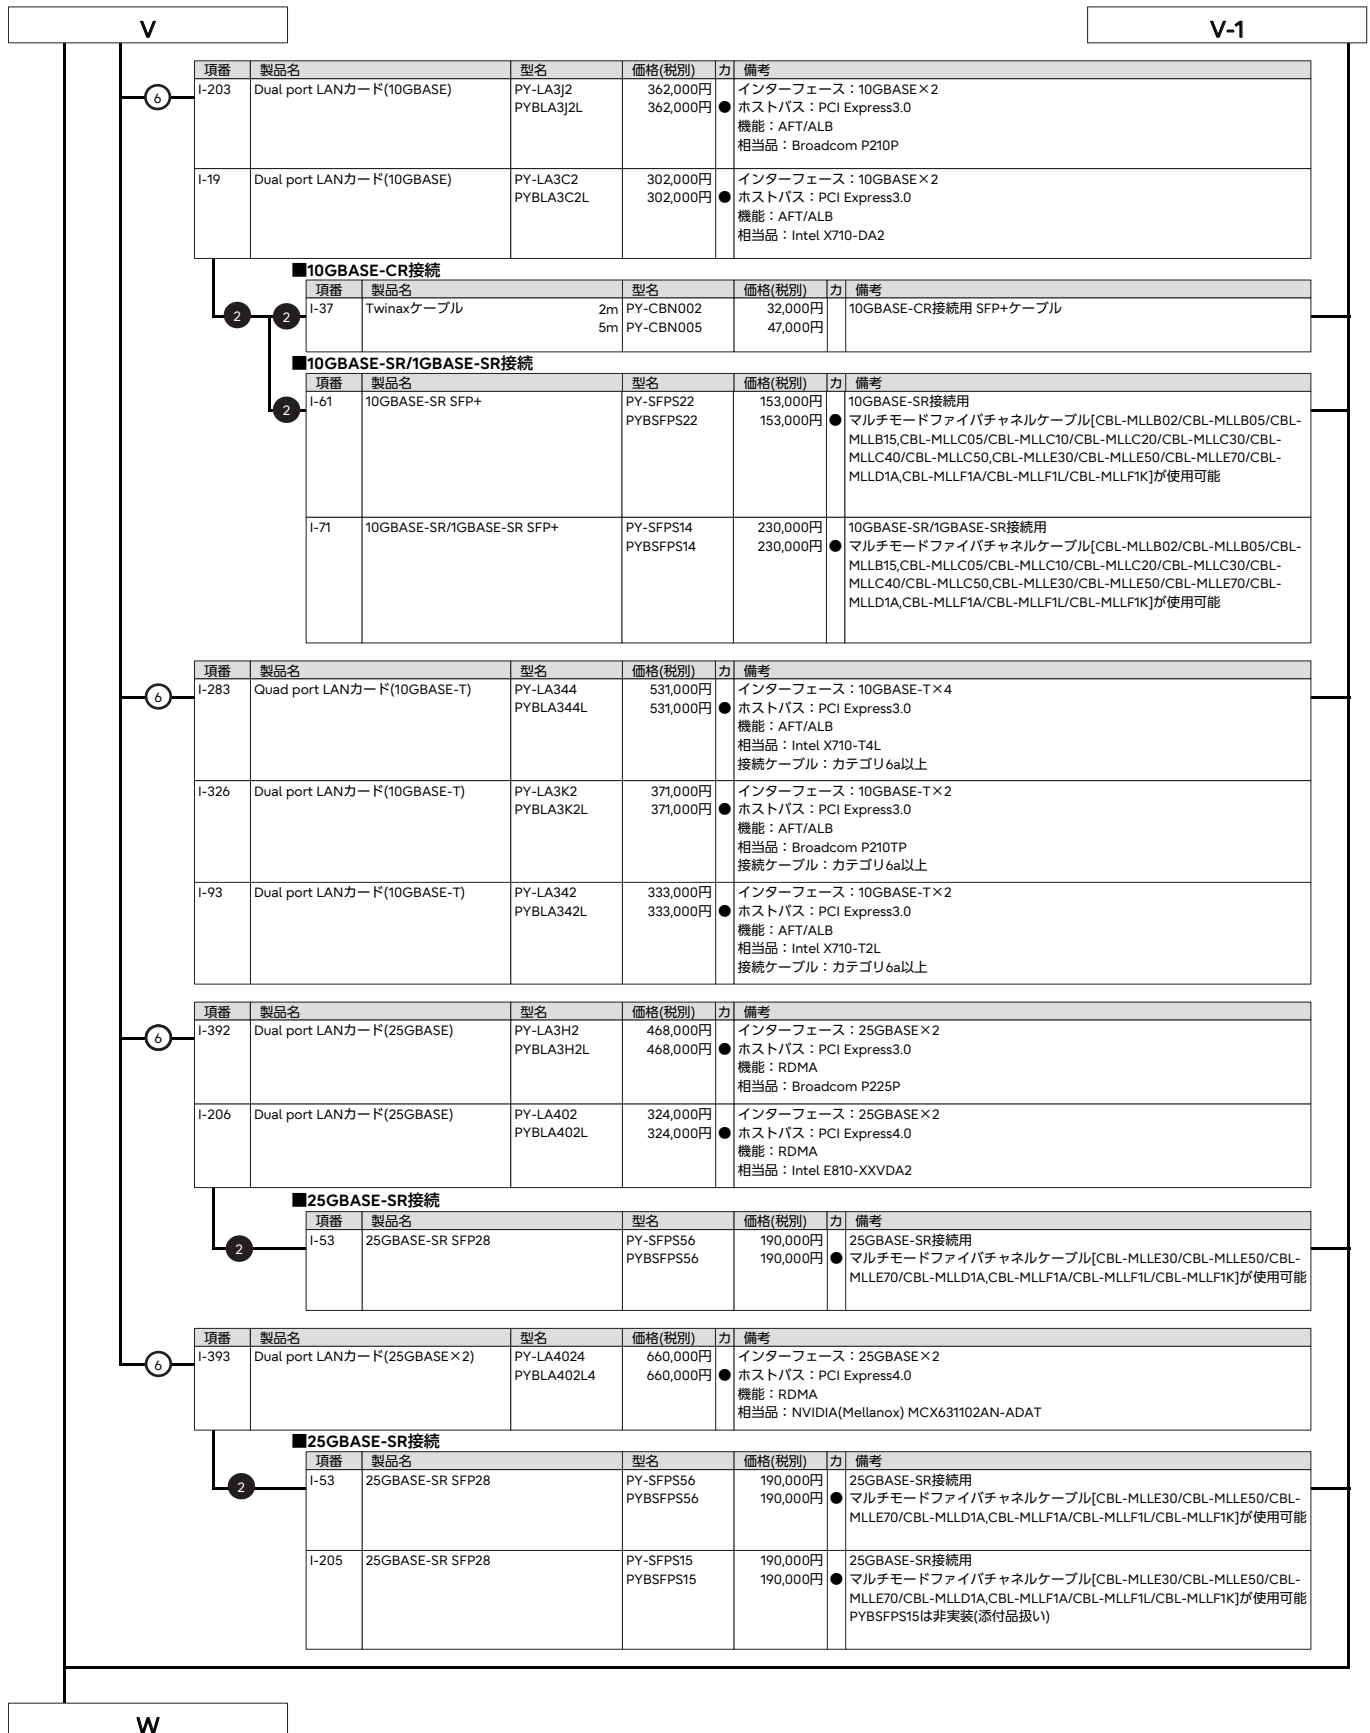 V
V-1
項番 製品名 型名 価格(税別) カ 備考
6
I-203 Dual port LANカード(10GBASE) PY-LA3J2 362,000円 インターフェース：10GBASE×2
PYBLA3J2L 362,000円 ● ホストバス：PCI Express3.0
機能：AFT/ALB
相当品：Broadcom P210P
I-19 Dual port LANカード(10GBASE) PY-LA3C2 302,000円 インターフェース：10GBASE×2
PYBLA3C2L 302,000円 ● ホストバス：PCI Express3.0
機能：AFT/ALB
相当品：Intel X710-DA2
■10GBASE-CR接続
項番 製品名 型名 価格(税別) カ 備考
2 2
I-37 Twinaxケーブル 2m PY-CBN002 32,000円 10GBASE-CR接続用 SFP+ケーブル
5m PY-CBN005 47,000円
■10GBASE-SR/1GBASE-SR接続
項番 製品名 型名 価格(税別) カ 備考
2
I-61 10GBASE-SR SFP+ PY-SFPS22 153,000円 10GBASE-SR接続用
PYBSFPS22 153,000円 ● マルチモードファイバチャネルケーブル[CBL-MLLB02/CBL-MLLB05/CBL-
MLLB15,CBL-MLLC05/CBL-MLLC10/CBL-MLLC20/CBL-MLLC30/CBL-
MLLC40/CBL-MLLC50,CBL-MLLE30/CBL-MLLE50/CBL-MLLE70/CBL-
MLLD1A,CBL-MLLF1A/CBL-MLLF1L/CBL-MLLF1K]が使用可能
I-71 10GBASE-SR/1GBASE-SR SFP+ PY-SFPS14 230,000円 10GBASE-SR/1GBASE-SR接続用
PYBSFPS14 230,000円 ● マルチモードファイバチャネルケーブル[CBL-MLLB02/CBL-MLLB05/CBL-
MLLB15,CBL-MLLC05/CBL-MLLC10/CBL-MLLC20/CBL-MLLC30/CBL-
MLLC40/CBL-MLLC50,CBL-MLLE30/CBL-MLLE50/CBL-MLLE70/CBL-
MLLD1A,CBL-MLLF1A/CBL-MLLF1L/CBL-MLLF1K]が使用可能
項番 製品名 型名 価格(税別) カ 備考
6
I-283 Quad port LANカード(10GBASE-T) PY-LA344 531,000円 インターフェース：10GBASE-T×4
PYBLA344L 531,000円 ● ホストバス：PCI Express3.0
機能：AFT/ALB
相当品：Intel X710-T4L
接続ケーブル：カテゴリ6a以上
I-326 Dual port LANカード(10GBASE-T) PY-LA3K2 371,000円 インターフェース：10GBASE-T×2
PYBLA3K2L 371,000円 ● ホストバス：PCI Express3.0
機能：AFT/ALB
相当品：Broadcom P210TP
接続ケーブル：カテゴリ6a以上
I-93 Dual port LANカード(10GBASE-T) PY-LA342 333,000円 インターフェース：10GBASE-T×2
PYBLA342L 333,000円 ● ホストバス：PCI Express3.0
機能：AFT/ALB
相当品：Intel X710-T2L
接続ケーブル：カテゴリ6a以上
項番 製品名 型名 価格(税別) カ 備考
6
I-392 Dual port LANカード(25GBASE) PY-LA3H2 468,000円 インターフェース：25GBASE×2
PYBLA3H2L 468,000円 ● ホストバス：PCI Express3.0
機能：RDMA
相当品：Broadcom P225P
I-206 Dual port LANカード(25GBASE) PY-LA402 324,000円 インターフェース：25GBASE×2
PYBLA402L 324,000円 ● ホストバス：PCI Express4.0
機能：RDMA
相当品：Intel E810-XXVDA2
■25GBASE-SR接続
項番 製品名 型名 価格(税別) カ 備考
2
I-53 25GBASE-SR SFP28 PY-SFPS56 190,000円 25GBASE-SR接続用
PYBSFPS56 190,000円 ● マルチモードファイバチャネルケーブル[CBL-MLLE30/CBL-MLLE50/CBL-
MLLE70/CBL-MLLD1A,CBL-MLLF1A/CBL-MLLF1L/CBL-MLLF1K]が使用可能
項番 製品名 型名 価格(税別) カ 備考
6
I-393 Dual port LANカード(25GBASE×2) PY-LA4024 660,000円 インターフェース：25GBASE×2
PYBLA402L4 660,000円 ● ホストバス：PCI Express4.0
機能：RDMA
相当品：NVIDIA(Mellanox) MCX631102AN-ADAT
■25GBASE-SR接続
項番 製品名 型名 価格(税別) カ 備考
2
I-53 25GBASE-SR SFP28 PY-SFPS56 190,000円 25GBASE-SR接続用
PYBSFPS56 190,000円 ● マルチモードファイバチャネルケーブル[CBL-MLLE30/CBL-MLLE50/CBL-
MLLE70/CBL-MLLD1A,CBL-MLLF1A/CBL-MLLF1L/CBL-MLLF1K]が使用可能
I-205 25GBASE-SR SFP28 PY-SFPS15 190,000円 25GBASE-SR接続用
PYBSFPS15 190,000円 ● マルチモードファイバチャネルケーブル[CBL-MLLE30/CBL-MLLE50/CBL-
MLLE70/CBL-MLLD1A,CBL-MLLF1A/CBL-MLLF1L/CBL-MLLF1K]が使用可能
PYBSFPS15は非実装(添付品扱い)
W